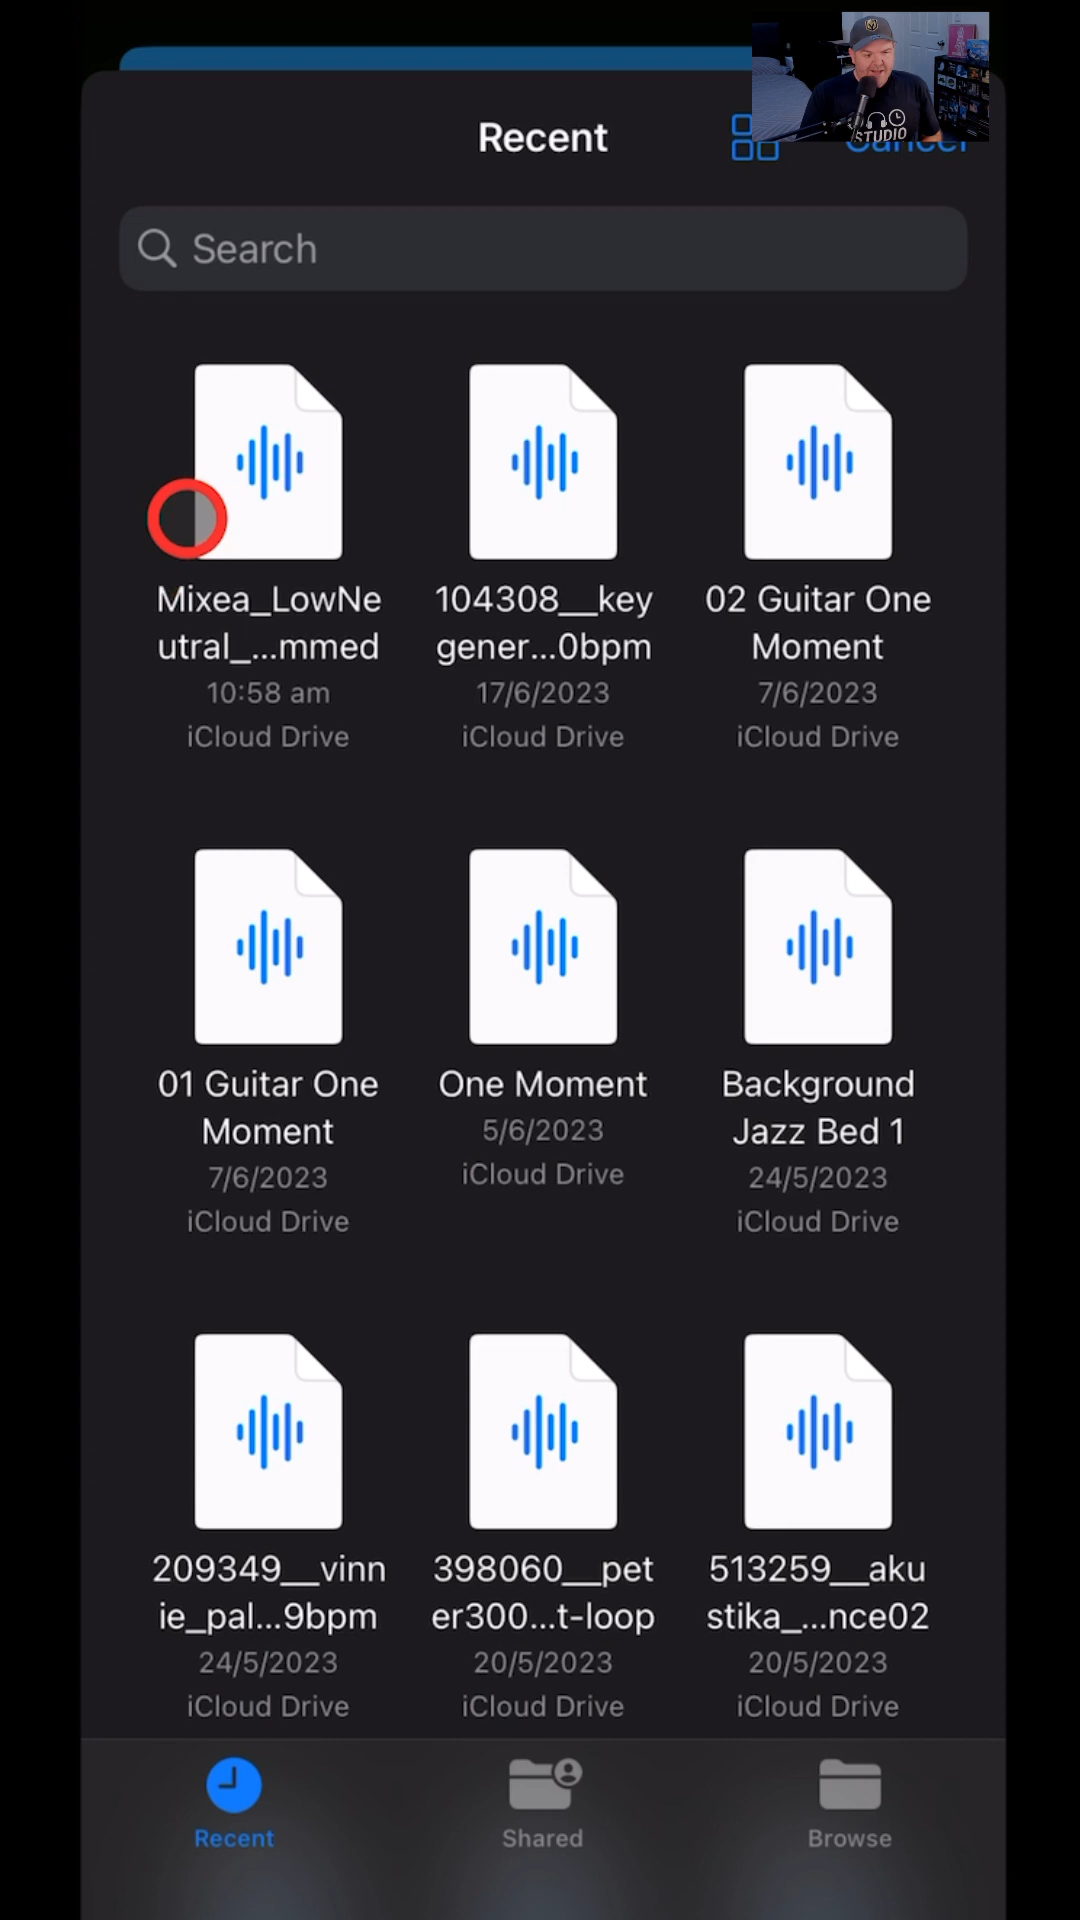 Recent
Cancel
STUDIO
Search
Mixea_LowNe
utral_...mmed
10:58 am
iCloud Drive
104308__key
gener...0bpm
17/6/2023
iCloud Drive
02 Guitar One
Moment
7/6/2023
iCloud Drive
01 Guitar One
Moment
7/6/2023
iCloud Drive
One Moment
5/6/2023
iCloud Drive
Background
Jazz Bed 1
24/5/2023
iCloud Drive
209349__vinn
ie_pal...9bpm
24/5/2023
iCloud Drive
398060__pet
er300...t-loop
20/5/2023
iCloud Drive
513259__aku
stika_...nce02
20/5/2023
iCloud Drive
Recent
Shared
Browse